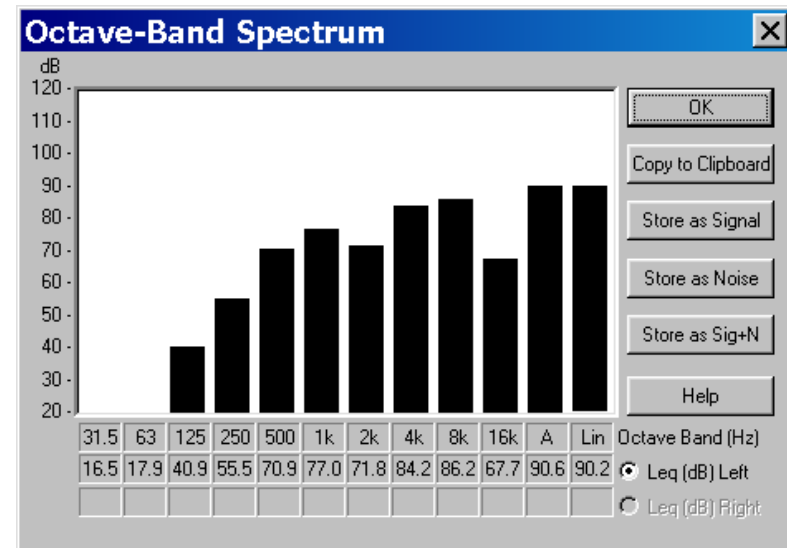 Octave-Band Spectrum
dB
120
110
100
90
80
70
60
50
40
30
20
OK
Copy to Clipboard
Store as Signal
Store as Noise
Store as Sig+N
Help
31.5 63 125 250 500 1k 2k 4k 8k 16k A Lin Octave Band (Hz)
16.5 17.9 40.9 55.5 70.9 77.0 71.8 84.2 86.2 67.7 90.6 90.2 Leq (dB) Left
Leq (dB) Right